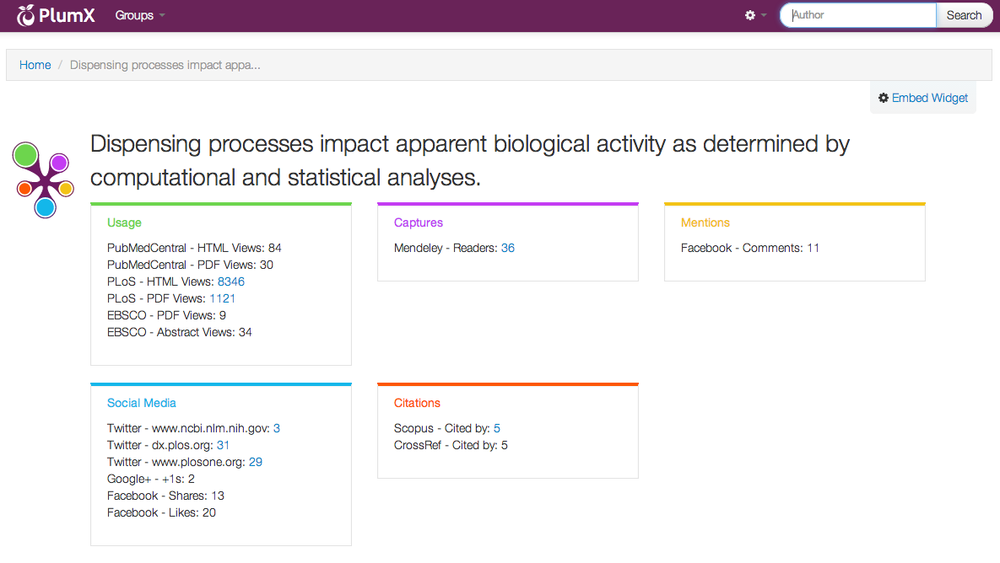 PlumX Groups Author Search
Home / Dispensing processes impact appa...
Embed Widget
Dispensing processes impact apparent biological activity as determined by
computational and statistical analyses.
Usage
PubMedCentral - HTML Views: 84
PubMedCentral - PDF Views: 30
PLoS - HTML Views: 8346
PLoS - PDF Views: 1121
EBSCO - PDF Views: 9
EBSCO - Abstract Views: 34
Captures
Mendeley - Readers: 36
Mentions
Facebook - Comments: 11
Social Media
Twitter - www.ncbi.nlm.nih.gov: 3
Twitter - dx.plos.org: 31
Twitter - www.plosone.org: 29
Google+ - +1s: 2
Facebook - Shares: 13
Facebook - Likes: 20
Citations
Scopus - Cited by: 5
CrossRef - Cited by: 5